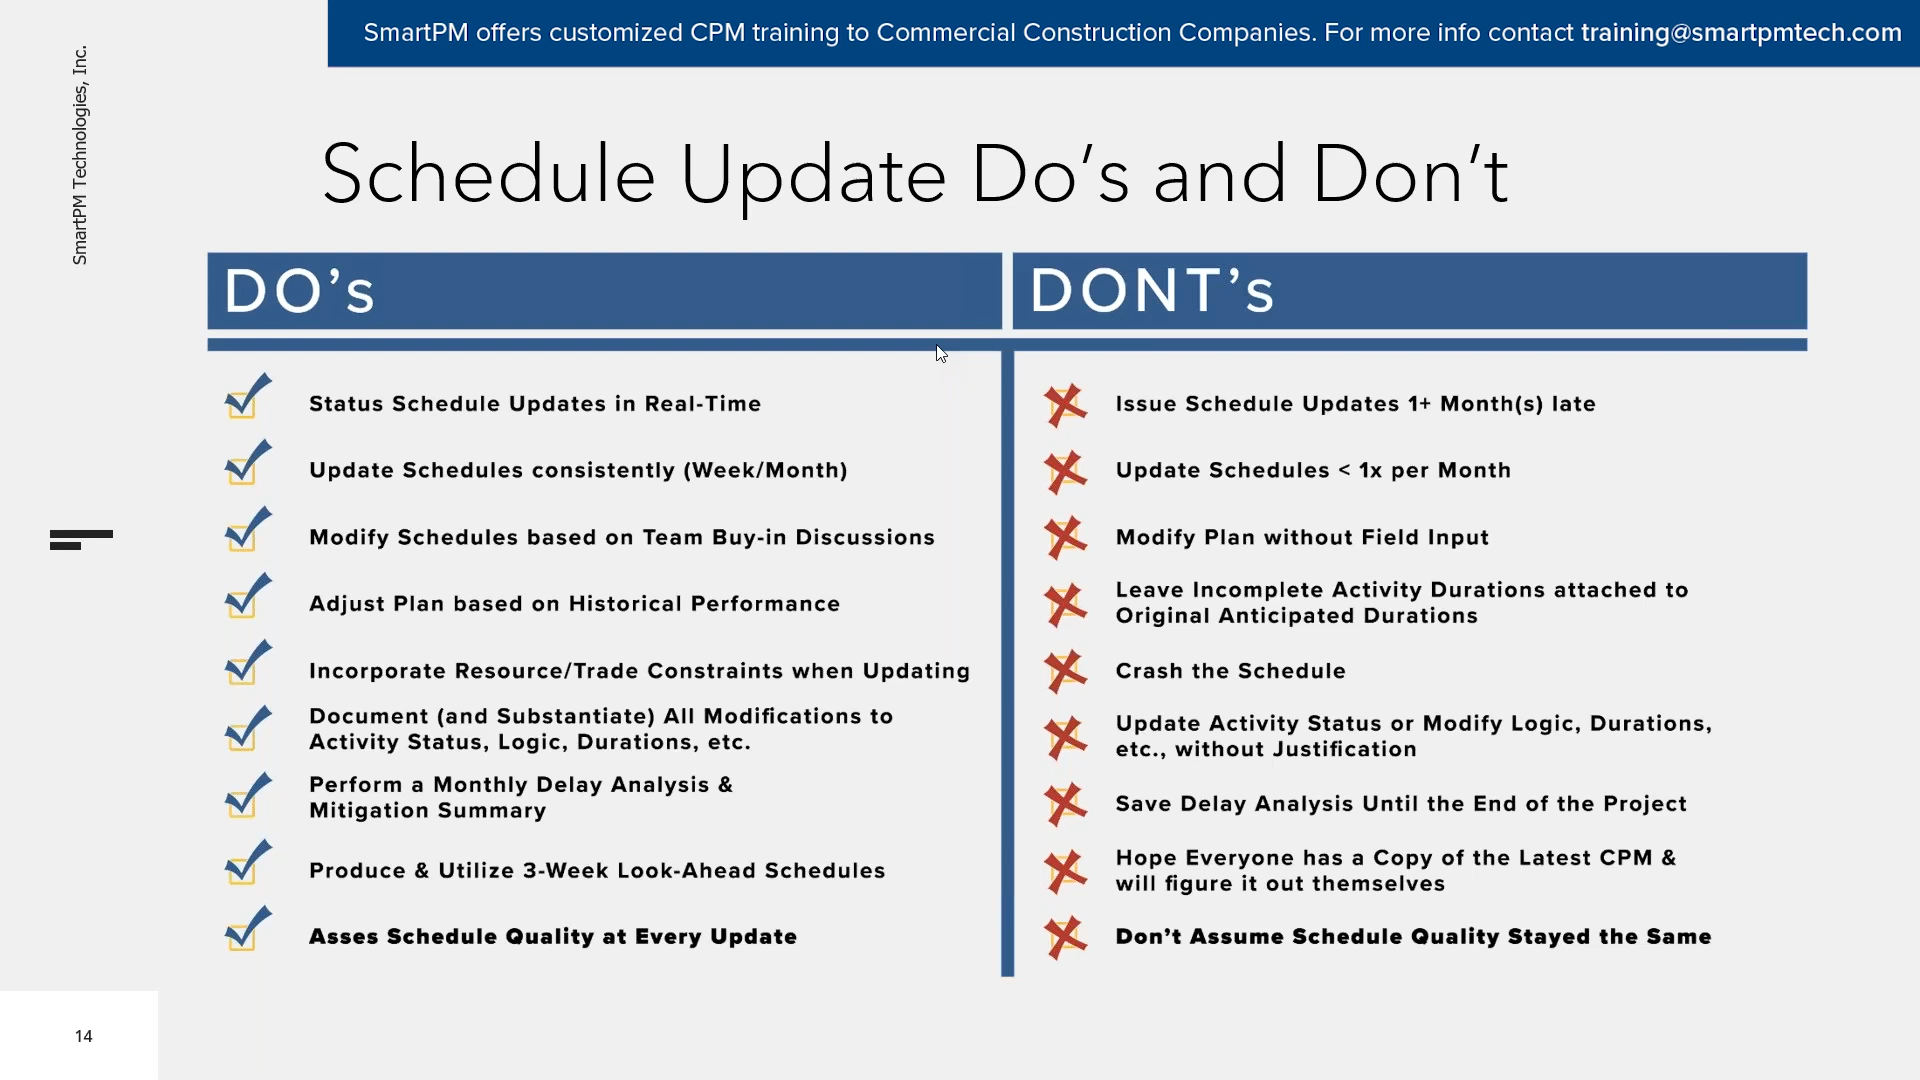 SmartPM offers customized CPM training to Commercial Construction Companies. For more info contact training@smartpmtech.com
SmartPM Technologies, Inc.
Schedule Update Do’s and Don’t
DO’s
DONT’s
Status Schedule Updates in Real-Time
Issue Schedule Updates 1+ Month(s) late
Update Schedules consistently (Week/Month)
Update Schedules < 1x per Month
Modify Schedules based on Team Buy-in Discussions
Modify Plan without Field Input
Adjust Plan based on Historical Performance
Leave Incomplete Activity Durations attached to
Original Anticipated Durations
Incorporate Resource/Trade Constraints when Updating
Crash the Schedule
Document (and Substantiate) All Modifications to
Activity Status, Logic, Durations, etc.
Update Activity Status or Modify Logic, Durations,
etc., without Justification
Perform a Monthly Delay Analysis &
Mitigation Summary
Save Delay Analysis Until the End of the Project
Produce & Utilize 3-Week Look-Ahead Schedules
Hope Everyone has a Copy of the Latest CPM &
will figure it out themselves
Asses Schedule Quality at Every Update
Don’t Assume Schedule Quality Stayed the Same
14